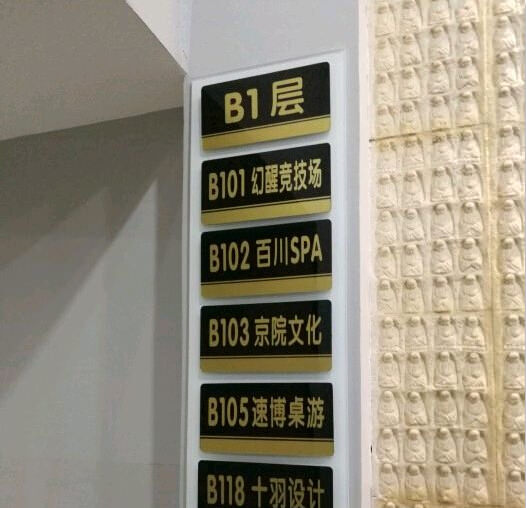 B1层
B101 幻醒竞技场
B102 百川SPA
B103 京院文化
B105 速博桌游
B118 十羽设计